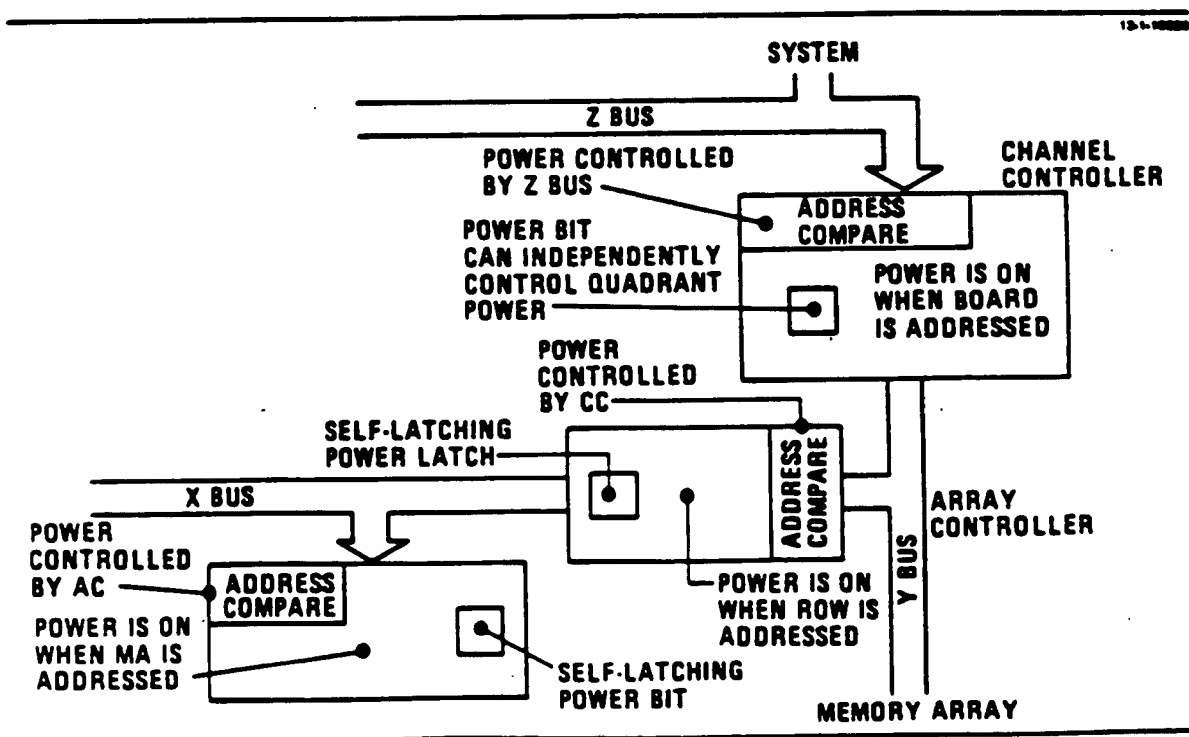 SYSTEM
Z BUS
POWER CONTROLLED
BY Z BUS
CHANNEL
CONTROLLER
ADDRESS
COMPARE
POWER BIT
CAN INDEPENDENTLY
CONTROL QUADRANT
POWER
POWER IS ON
WHEN BOARD
IS ADDRESSED
POWER
CONTROLLED
BY CC
SELF-LATCHING
POWER LATCH
ADDRESS
COMPARE
X BUS
ARRAY
CONTROLLER
Y BUS
POWER
CONTROLLED
BY AC
ADDRESS
COMPARE
POWER IS ON
WHEN ROW IS
ADDRESSED
POWER IS ON
WHEN MA IS
ADDRESSED
SELF-LATCHING
POWER BIT
MEMORY ARRAY